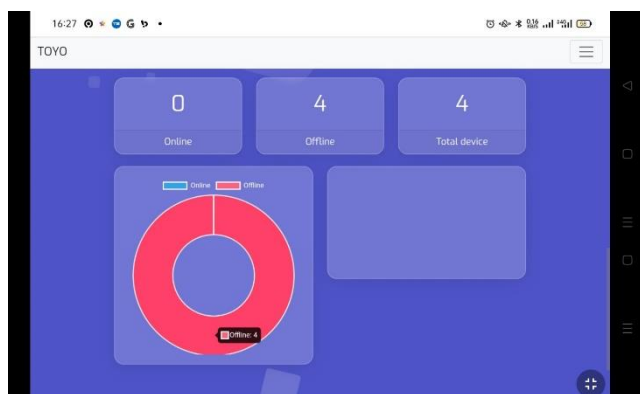 16:27
TOYO
0
Online
4
Offline
4
Total device
Online Offline
Offline: 4